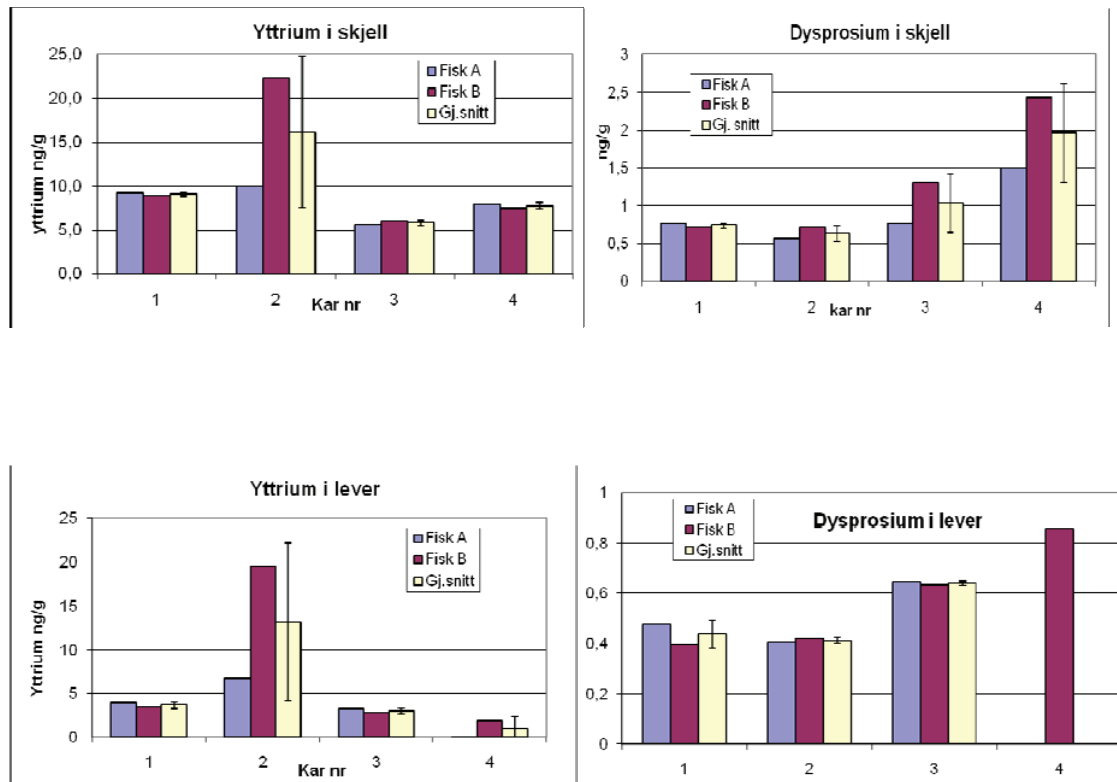 Yttrium i skjell
25,0
20,0
15,0
10,0
5,0
0,0
yttrium ng/g
Fisk A
Fisk B
Gj.snitt
1 2 3 4
Kar nr
Dysprosium i skjell
3
2,5
2
1,5
1
0,5
0
ng/g
Fisk A
Fisk B
Gj. snitt
1 2 3 4
kar nr
Yttrium i lever
25
20
15
10
5
0
Yttrium ng/g
Fisk A
Fisk B
Gj.snitt
1 2 3 4
Kar nr
Dysprosium i lever
1
0,8
0,6
0,4
0,2
0
Fisk A
Fisk B
Gj.snitt
1 2 3 4